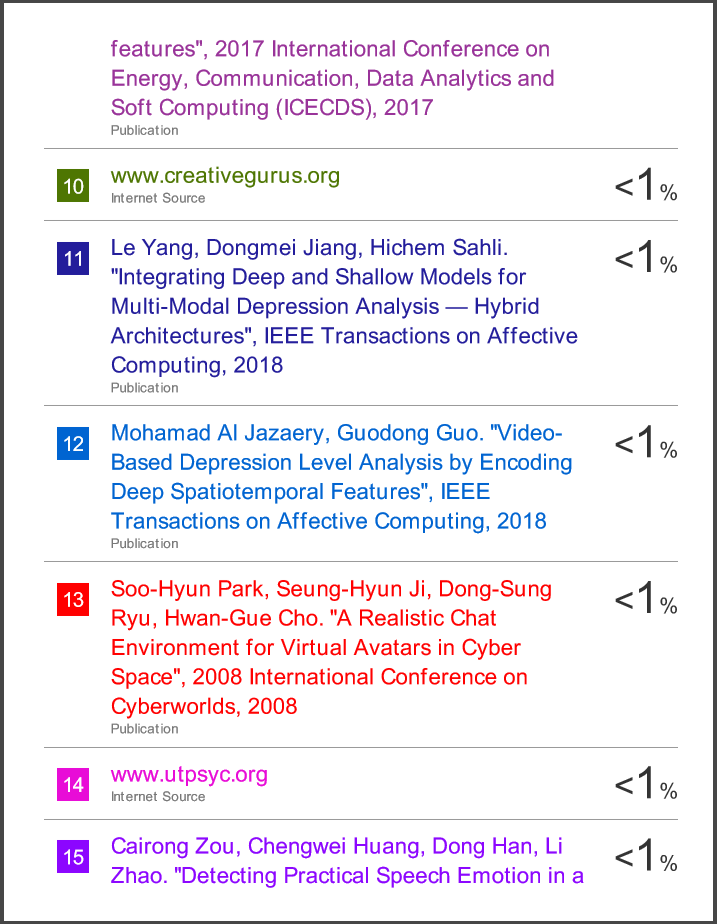 features", 2017 International Conference on
Energy, Communication, Data Analytics and
Soft Computing (ICECDS), 2017
Publication
10 www.creativegurus.org <1%
Internet Source
11 Le Yang, Dongmei Jiang, Hichem Sahli. <1%
"Integrating Deep and Shallow Models for
Multi-Modal Depression Analysis — Hybrid
Architectures", IEEE Transactions on Affective
Computing, 2018
Publication
12 Mohamad Al Jazaery, Guodong Guo. "Video- <1%
Based Depression Level Analysis by Encoding
Deep Spatiotemporal Features", IEEE
Transactions on Affective Computing, 2018
Publication
13 Soo-Hyun Park, Seung-Hyun Ji, Dong-Sung <1%
Ryu, Hwan-Gue Cho. "A Realistic Chat
Environment for Virtual Avatars in Cyber
Space", 2008 International Conference on
Cyberworlds, 2008
Publication
14 www.utpsyc.org <1%
Internet Source
15 Cairong Zou, Chengwei Huang, Dong Han, Li <1%
Zhao. "Detecting Practical Speech Emotion in a